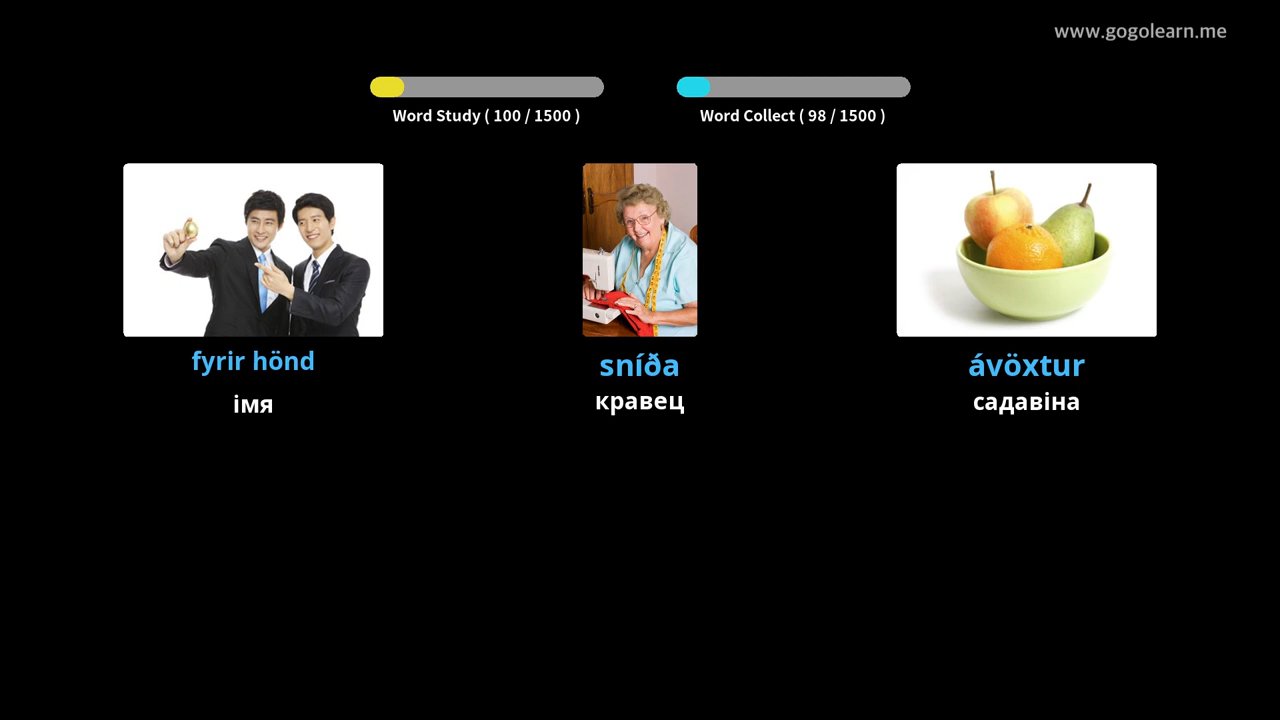 www.gogolearn.me
Word Study ( 100 / 1500 )
Word Collect ( 98 / 1500 )
fyrir hönd
імя
sníða
кравец
ávöxtur
садавіна